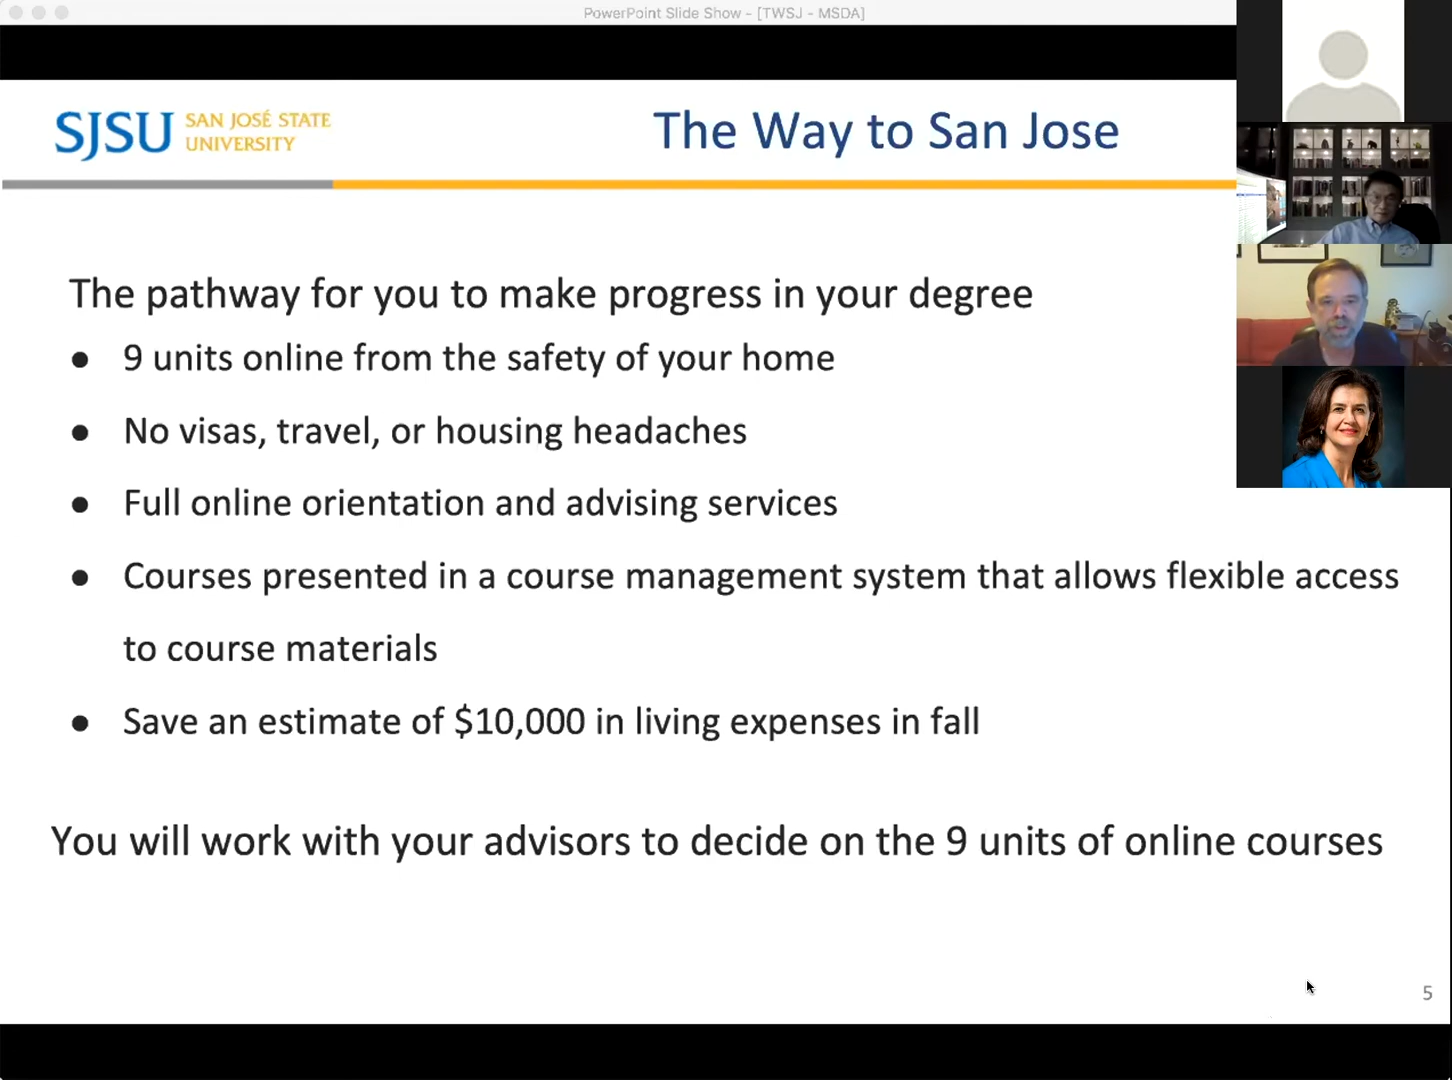 PowerPoint Slide Show - [TWSJ - MSDA]
SJSU SAN JOSÉ STATE
UNIVERSITY
The Way to San Jose
The pathway for you to make progress in your degree
● 9 units online from the safety of your home
● No visas, travel, or housing headaches
● Full online orientation and advising services
● Courses presented in a course management system that allows flexible access
to course materials
● Save an estimate of $10,000 in living expenses in fall
You will work with your advisors to decide on the 9 units of online courses
5